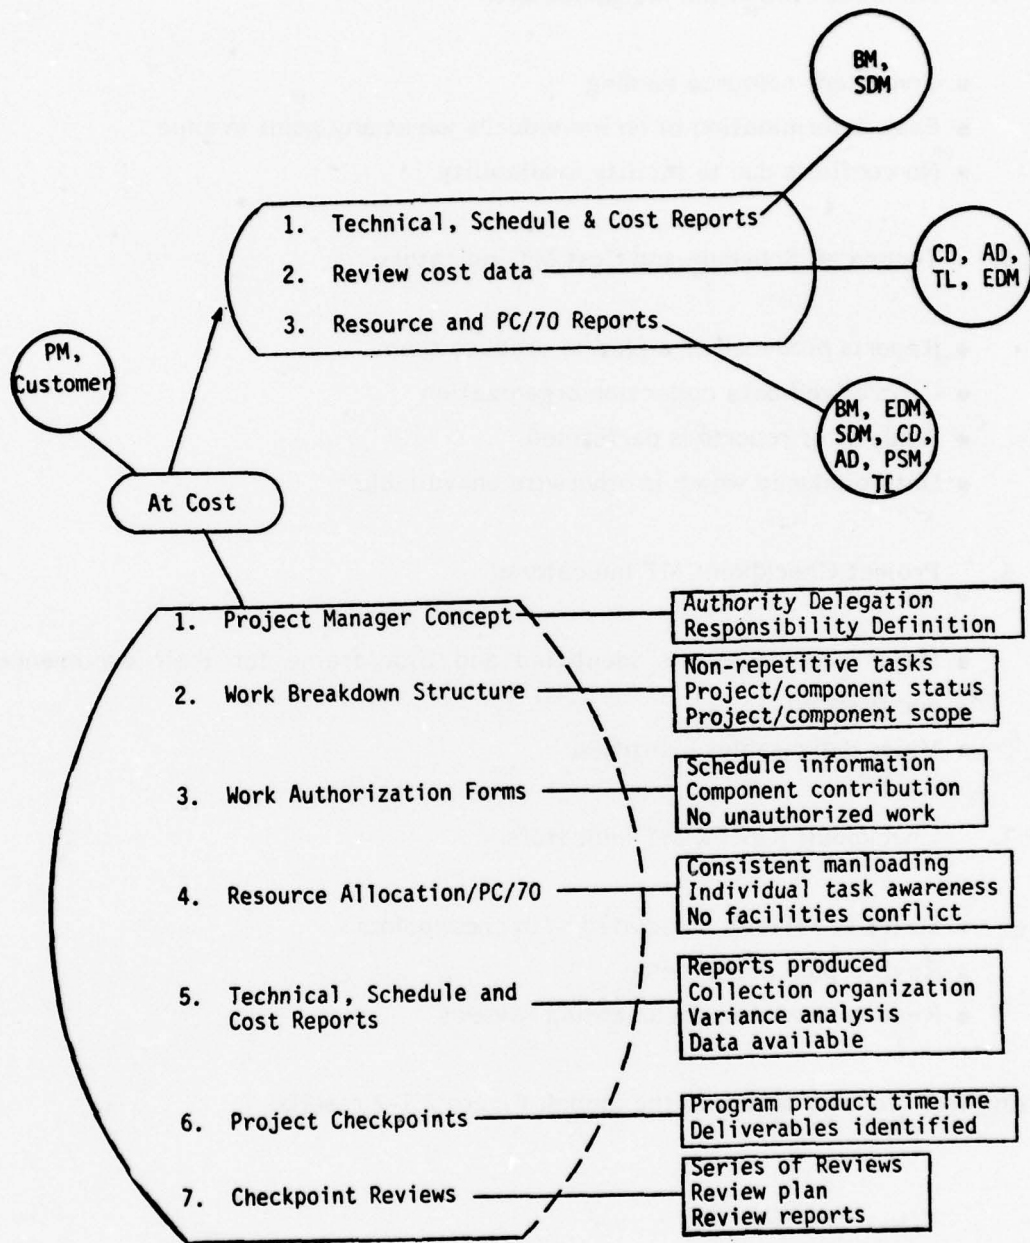 BM,
SDM
1. Technical, Schedule & Cost Reports
2. Review cost data
3. Resource and PC/70 Reports
CD, AD,
TL, EDM
PM,
Customer
BM, EDM,
SDM, CD,
AD, PSM,
TL
At Cost
1. Project Manager Concept
Authority Delegation
Responsibility Definition
2. Work Breakdown Structure
Non-repetitive tasks
Project/component status
Project/component scope
3. Work Authorization Forms
Schedule information
Component contribution
No unauthorized work
4. Resource Allocation/PC/70
Consistent manloading
Individual task awareness
No facilities conflict
5. Technical, Schedule and
Cost Reports
Reports produced
Collection organization
Variance analysis
Data available
6. Project Checkpoints
Program product timeline
Deliverables identified
7. Checkpoint Reviews
Series of Reviews
Review plan
Review reports